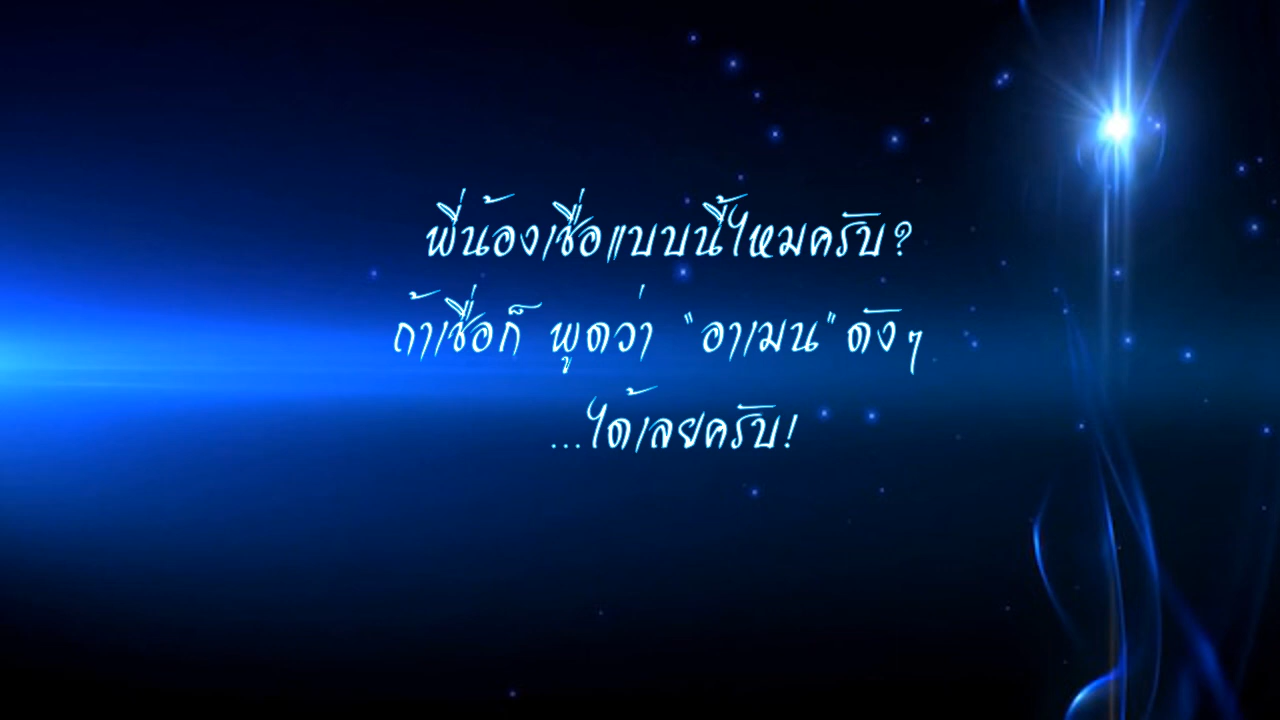 พี่น้องเชื่อแบบนี้ไหมครับ?
ถ้าเชื่อก็ พูดว่า "อาเมน" ดังๆ
...ได้เลยครับ!